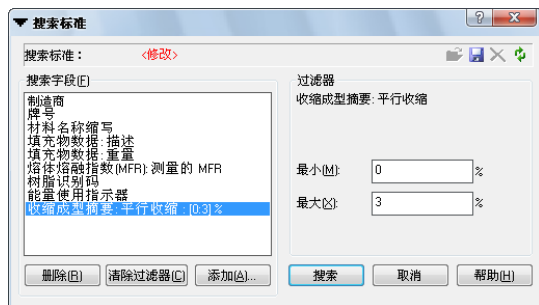 搜索标准
搜索标准： <修改>
搜索字段(F)
制造商
牌号
材料名称缩写
填充物数据:描述
填充物数据:重量
熔体熔融指数(MFR):测量的 MFR
树脂识别码
能量使用指示器
收缩成型摘要:平行收缩 : [0:3] %
删除(R) 清除过滤器(C) 添加(A)...
过滤器
收缩成型摘要:平行收缩
最小(M): 0 %
最大(X): 3 %
搜索 取消 帮助(H)